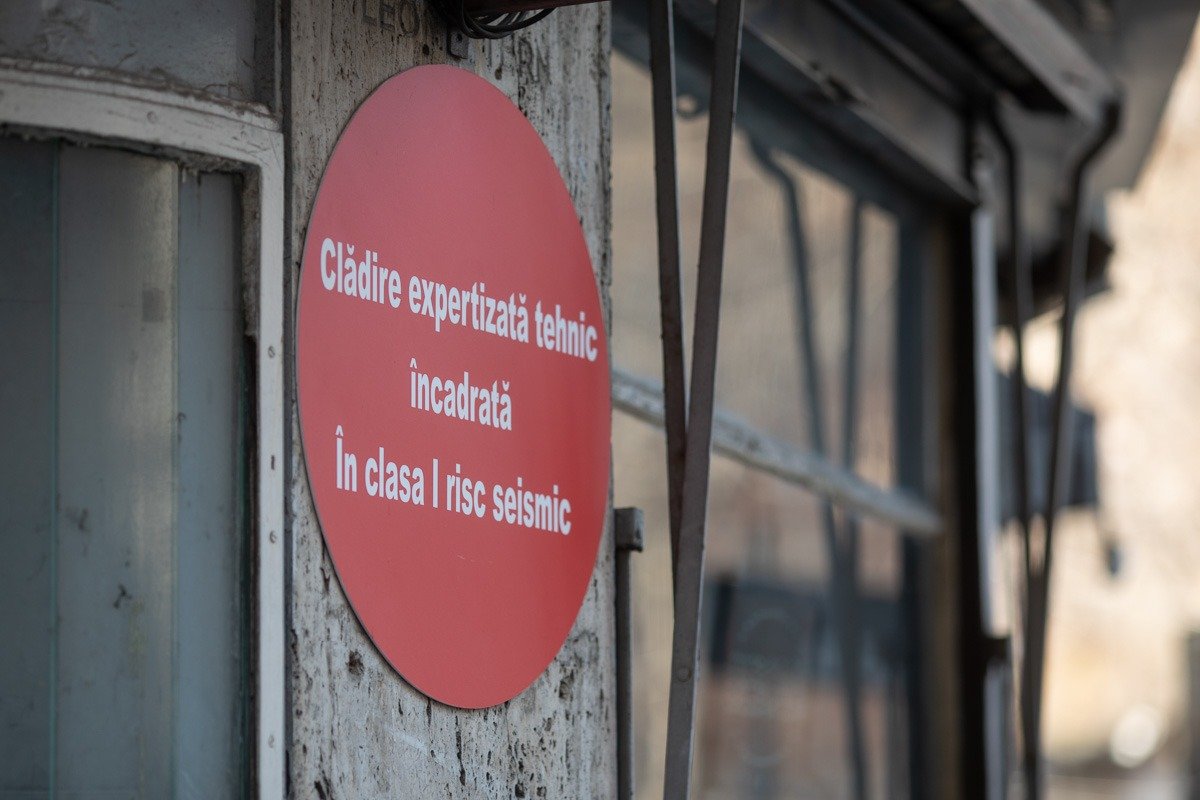 Clădire expertizată tehnic
încadrată
În clasa I risc seismic